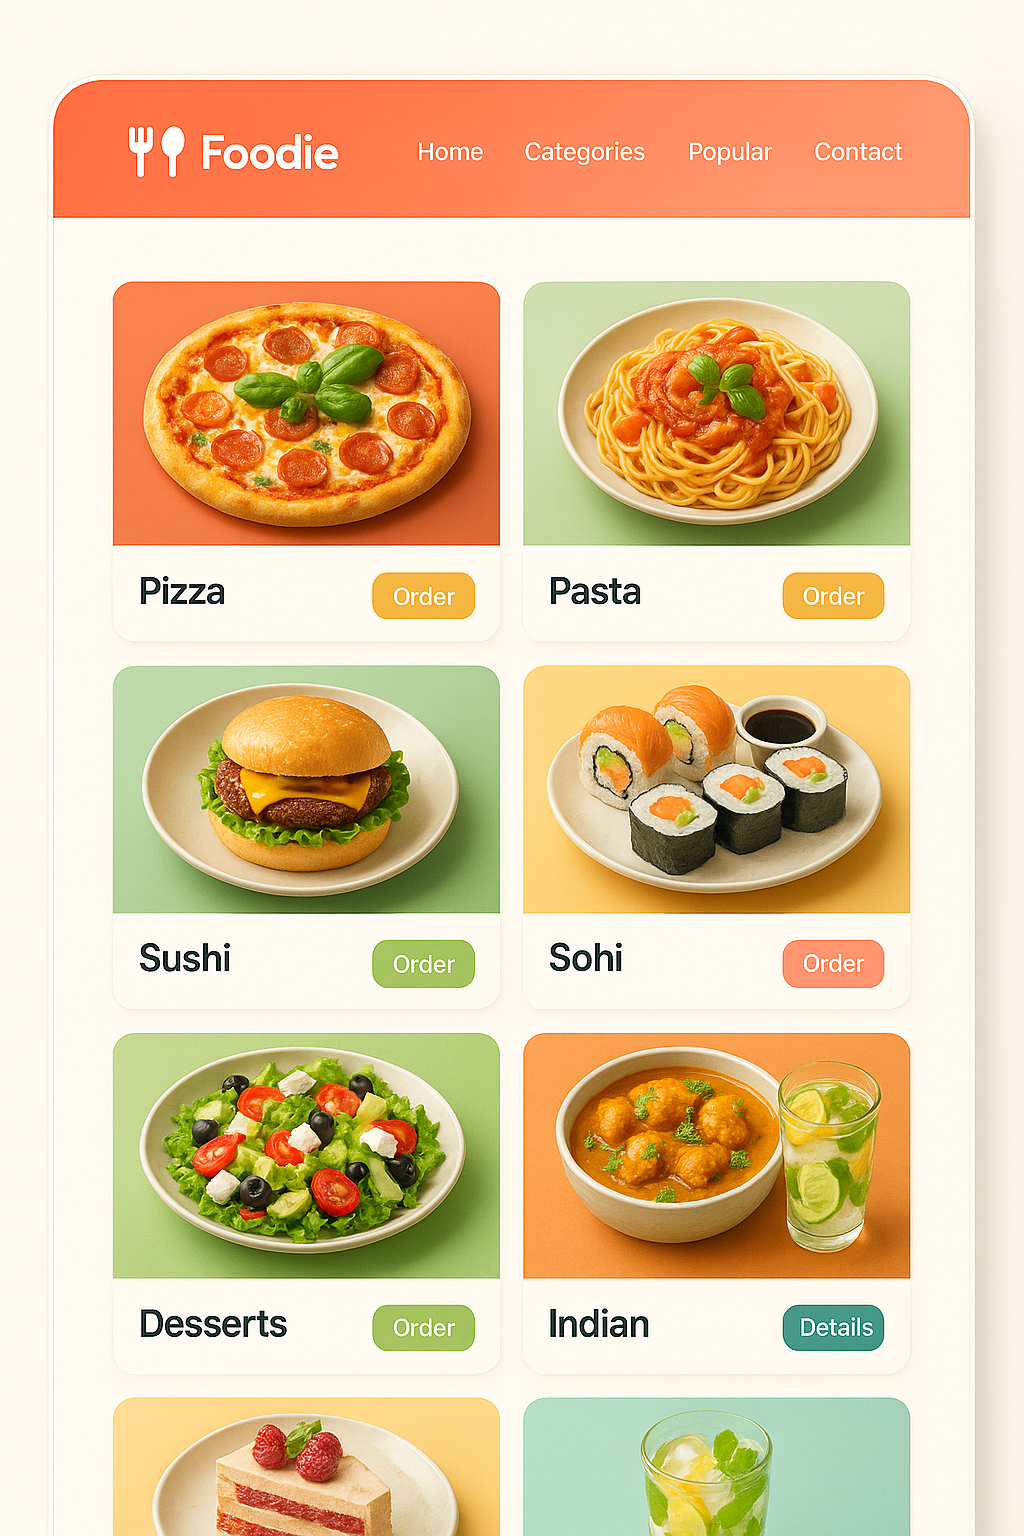 Foodie
Home Categories Popular Contact
Pizza
Order
Pasta
Order
Sushi
Order
Sohi
Order
Desserts
Order
Indian
Details